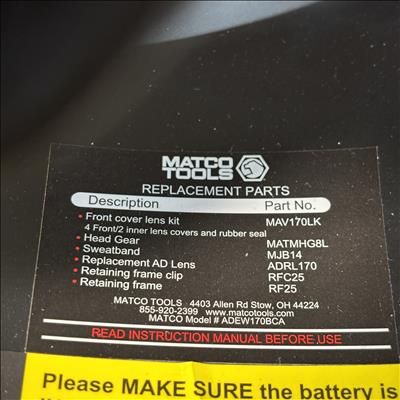 MATCO
TOOLS
REPLACEMENT PARTS
Description Part No.
• Front cover lens kit MAV170LK
4 Front/2 inner lens covers and rubber seal
• Head Gear MATMHG8L
• Sweatband MJB14
• Replacement AD Lens ADRL170
• Retaining frame clip RFC25
• Retaining frame RF25
MATCO TOOLS 4403 Allen Rd Stow, OH 44224
855-920-2399 www.matcotools.com
MATCO Model # ADEW170BCA
READ INSTRUCTION MANUAL BEFORE USE
Please MAKE SURE the battery is